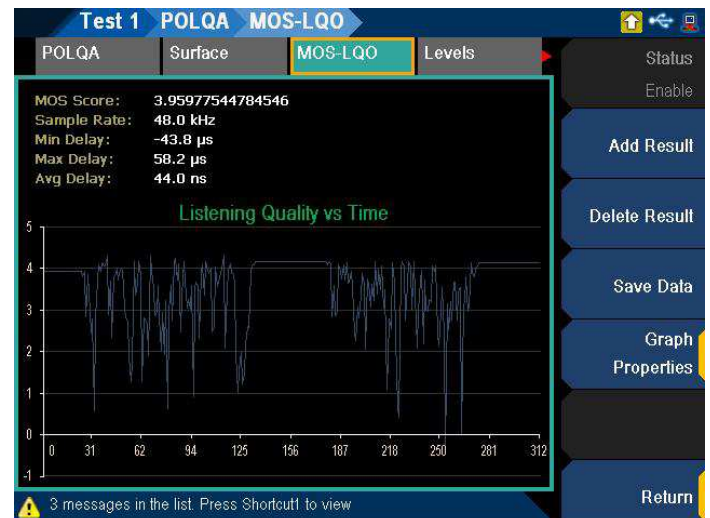 Test 1 POLQA MOS-LQO
POLQA Surface MOS-LQO Levels
Status
Enable
MOS Score: 3.95977544784546
Sample Rate: 48.0 kHz
Min Delay: -43.8 µs
Max Delay: 58.2 µs
Avg Delay: 44.0 ns
Add Result
Delete Result
Save Data
Graph
Properties
Return
Listening Quality vs Time
5
4
3
2
1
0
-1
0 31 62 94 125 156 187 218 250 281 312
3 messages in the list. Press Shortcut1 to view